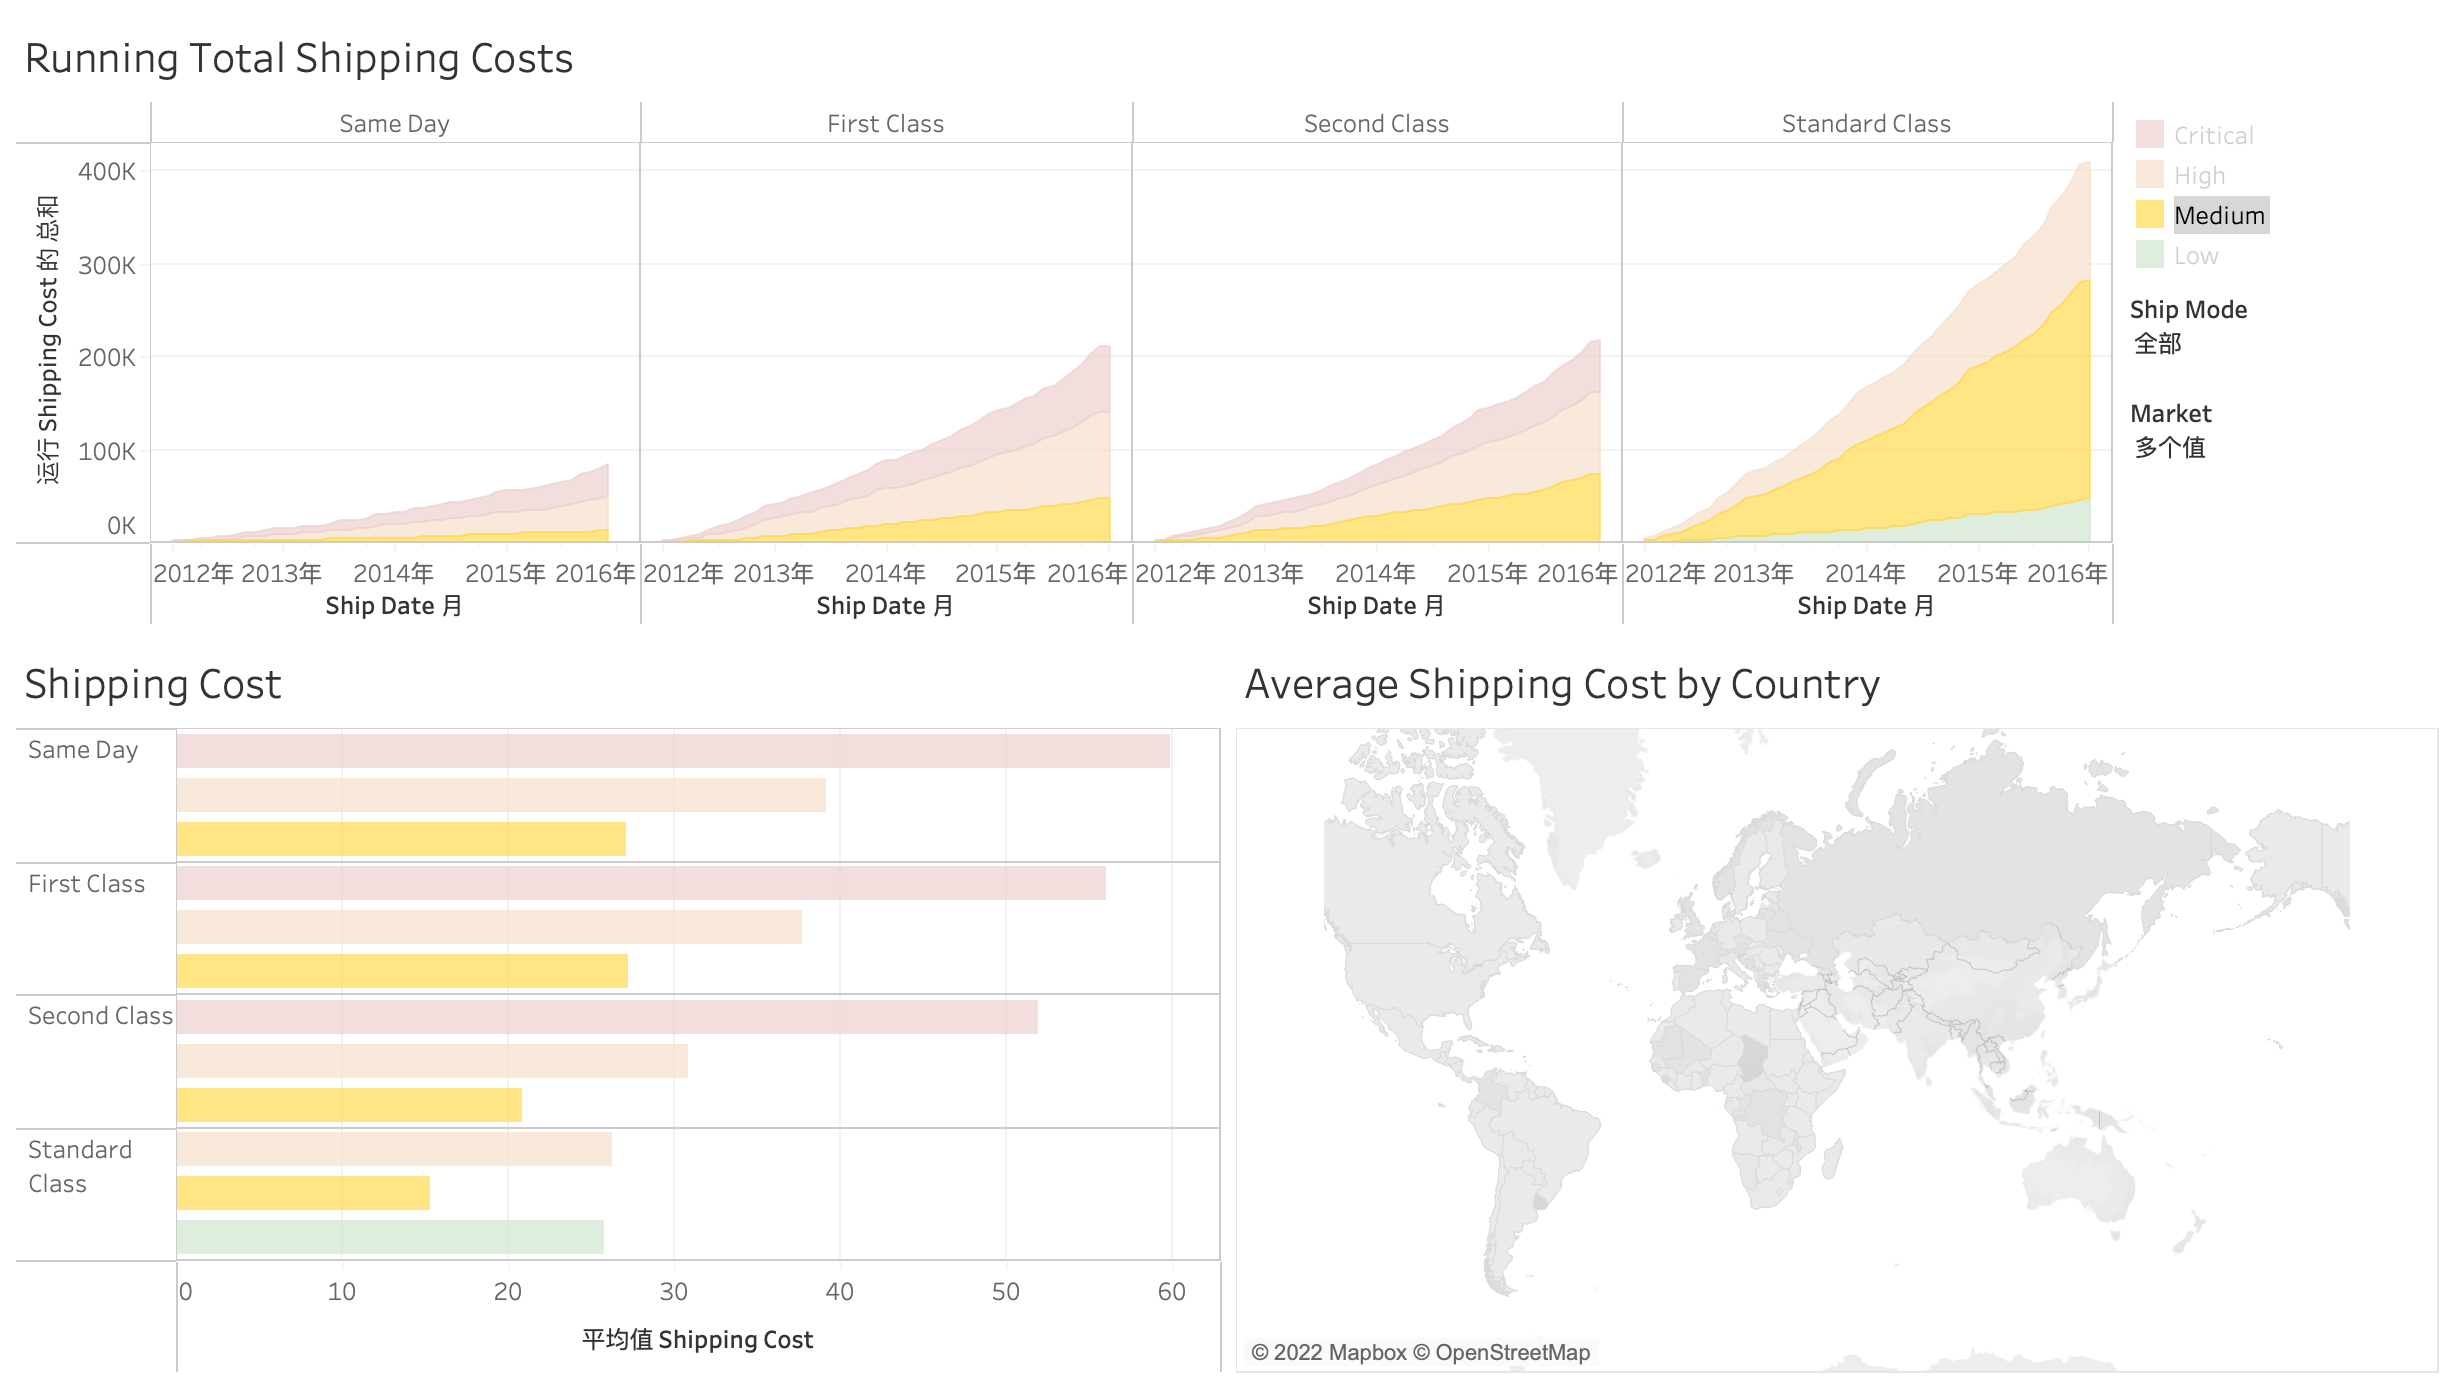 Running Total Shipping Costs
Same Day First Class Second Class Standard Class
运行 Shipping Cost 的 总和
400K
300K
200K
100K
0K
2012年 2013年 2014年 2015年 2016年 2012年 2013年 2014年 2015年 2016年 2012年 2013年 2014年 2015年 2016年 2012年 2013年 2014年 2015年 2016年
Ship Date 月 Ship Date 月 Ship Date 月 Ship Date 月
Critical
High
Medium
Low
Ship Mode
全部
Market
多个值
Shipping Cost
Same Day
First Class
Second Class
Standard
Class
0 10 20 30 40 50 60
平均值 Shipping Cost
Average Shipping Cost by Country
© 2022 Mapbox © OpenStreetMap